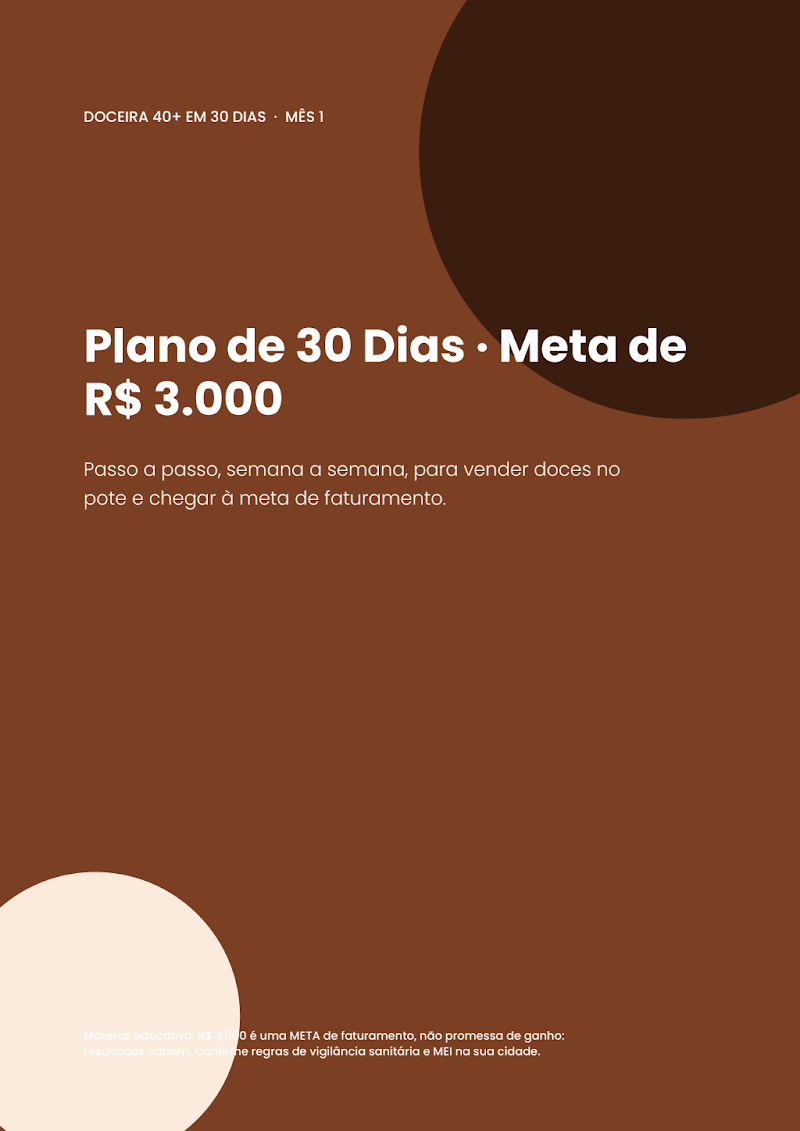 DOCEIRA 40+ EM 30 DIAS · MÊS 1
Plano de 30 Dias · Meta de
R$ 3.000
Passo a passo, semana a semana, para vender doces no
pote e chegar à meta de faturamento.
Material educativo. R$ 3.000 é uma META de faturamento, não promessa de ganho:
resultados variam. Confirme regras de vigilância sanitária e MEI na sua cidade.